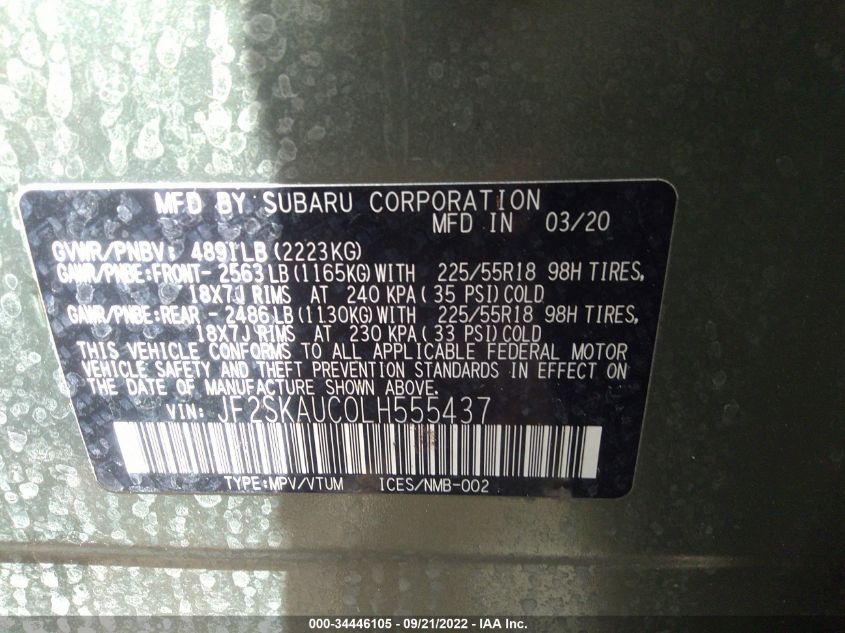 MFD BY SUBARU CORPORATION
MFD IN 03/20
GVWR/PNBV: 4891LB (2223KG)
GAWR/PNBE:FRONT- 2563 LB (1165KG) WITH 225/55R18 98H TIRES,
18X7J RIMS AT 240 KPA ( 35 PSI) COLD
GAWR/PNBE:REAR - 2486 LB (1130KG) WITH 225/55R18 98H TIRES,
18X7J RIMS AT 230 KPA ( 33 PSI) COLD
THIS VEHICLE CONFORMS TO ALL APPLICABLE FEDERAL MOTOR
VEHICLE SAFETY AND THEFT PREVENTION STANDARDS IN EFFECT ON
THE DATE OF MANUFACTURE SHOWN ABOVE.
VIN: JF2SKAUC0LH555437
TYPE:MPV/VTUM ICES/NMB-002
000-34446105 - 09/21/2022 - IAA Inc.